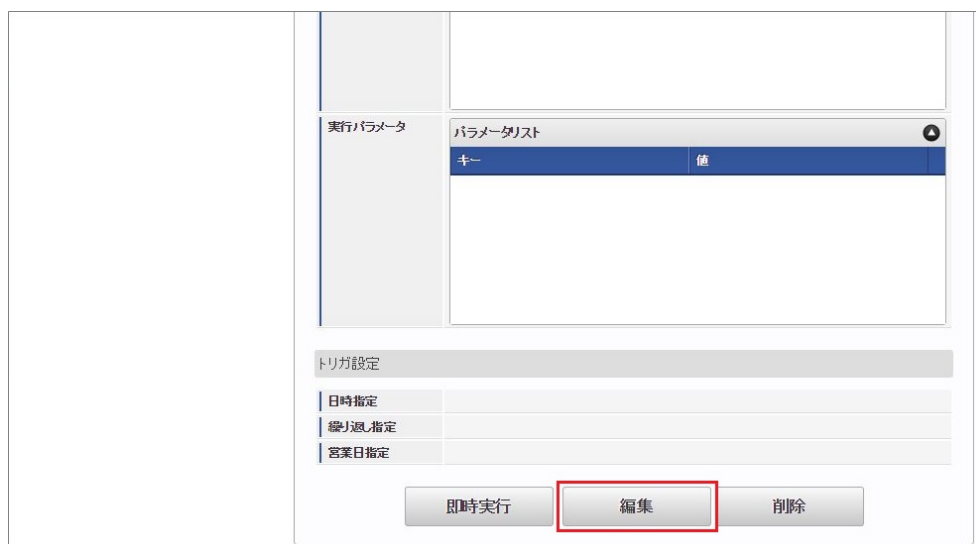 実行パラメータ
パラメータリスト
キー 値
トリガ設定
日時指定
繰り返し指定
営業日指定
即時実行 編集 削除